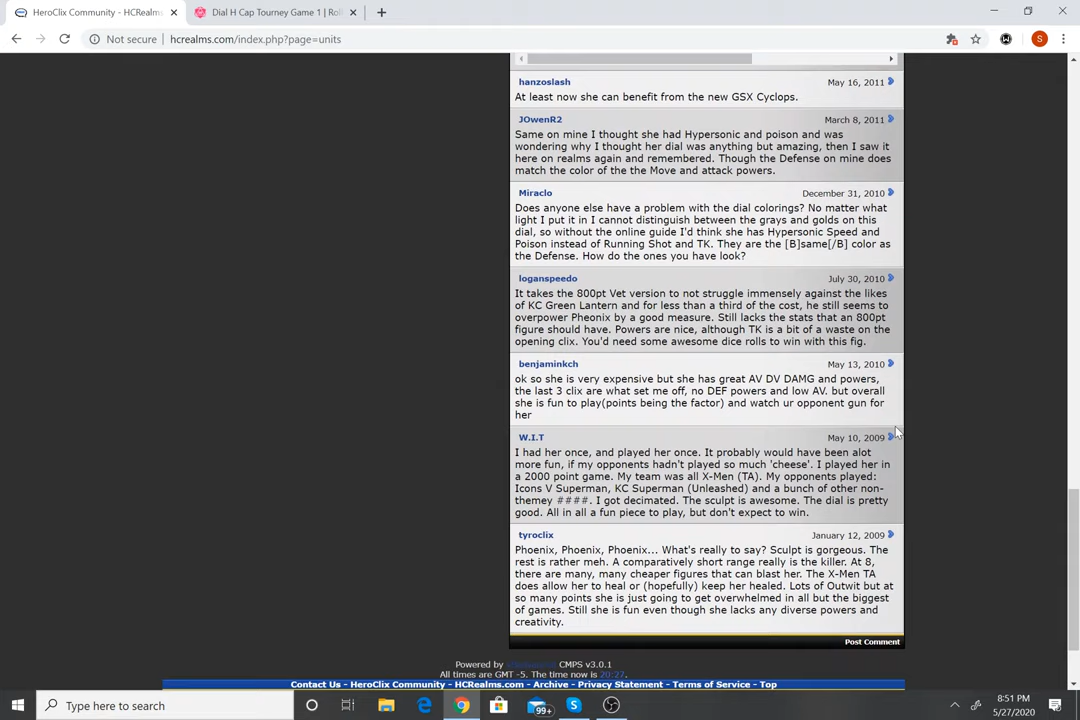 HeroClix Community - HCRealms
Dial H Cap Tourney Game 1 | Roll
Not secure | hcrealms.com/index.php?page=units
S
hanzoslash May 16, 2011
At least now she can benefit from the new GSX Cyclops.
JOwenR2 March 8, 2011
Same on mine I thought she had Hypersonic and poison and was
wondering why I thought her dial was anything but amazing, then I saw it
here on realms again and remembered. Though the Defense on mine does
match the color of the the Move and attack powers.
Miraclo December 31, 2010
Does anyone else have a problem with the dial colorings? No matter what
light I put it in I cannot distinguish between the grays and golds on this
dial, so without the online guide I'd think she has Hypersonic Speed and
Poison instead of Running Shot and TK. They are the [B]same[/B] color as
the Defense. How do the ones you have look?
loganspeedo July 30, 2010
It takes the 800pt Vet version to not struggle immensely against the likes
of KC Green Lantern and for less than a third of the cost, he still seems to
overpower Pheonix by a good measure. Still lacks the stats that an 800pt
figure should have. Powers are nice, although TK is a bit of a waste on the
opening clix. You'd need some awesome dice rolls to win with this fig.
benjaminkch May 13, 2010
ok so she is very expensive but she has great AV DV DAMG and powers,
the last 3 clix are what set me off, no DEF powers and low AV. but overall
she is fun to play(points being the factor) and watch ur opponent gun for
her
W.I.T May 10, 2009
I had her once, and played her once. It probably would have been alot
more fun, if my opponents hadn't played so much 'cheese'. I played her in
a 2000 point game. My team was all X-Men (TA). My opponents played:
Icons V Superman, KC Superman (Unleashed) and a bunch of other non-
themey ####. I got decimated. The sculpt is awesome. The dial is pretty
good. All in all a fun piece to play, but don't expect to win.
tyroclix January 12, 2009
Phoenix, Phoenix, Phoenix... What's really to say? Sculpt is gorgeous. The
rest is rather meh. A comparatively short range really is the killer. At 8,
there are many, many cheaper figures that can blast her. The X-Men TA
does allow her to heal or (hopefully) keep her healed. Lots of Outwit but at
so many points she is just going to get overwhelmed in all but the biggest
of games. Still she is fun even though she lacks any diverse powers and
creativity.
Post Comment
Powered by CMPS v3.0.1
All times are GMT -5. The time now is 20:27.
Contact Us - HeroClix Community - HCRealms.com - Archive - Privacy Statement - Terms of Service - Top
Type here to search
99+
8:51 PM
5/27/2020